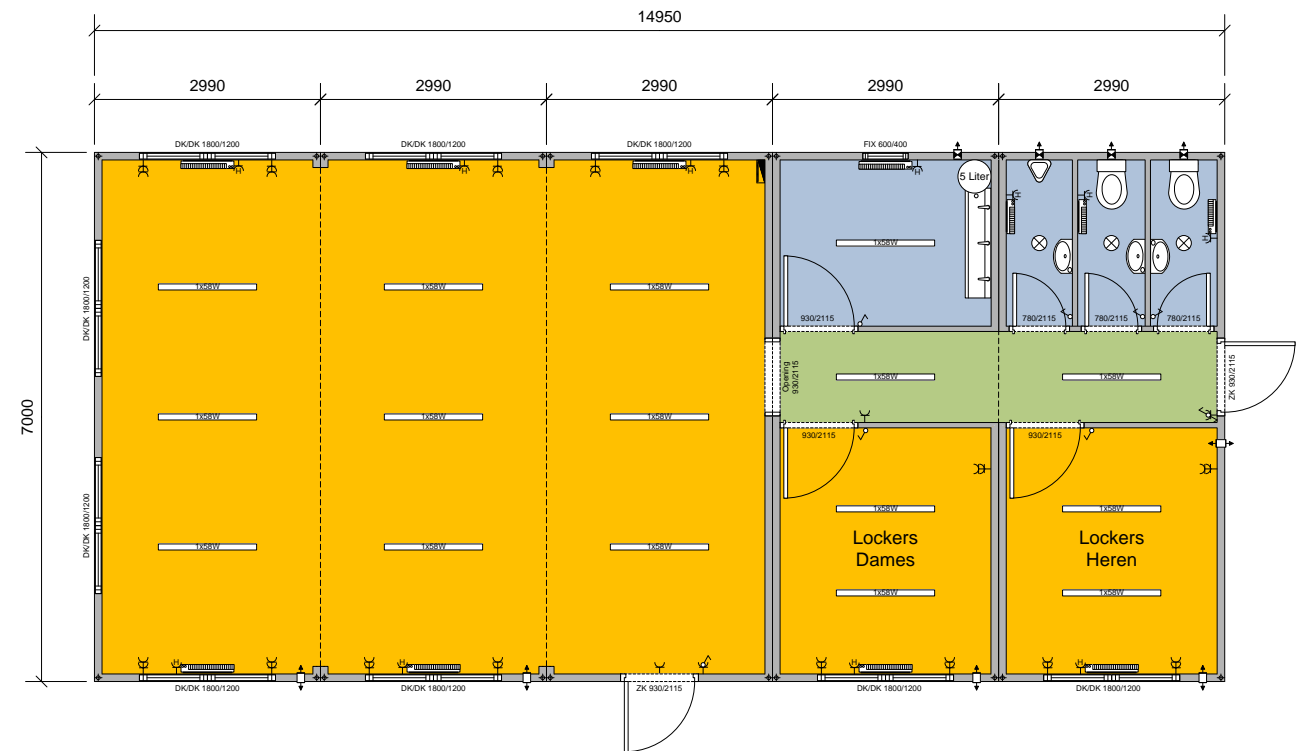 14950
2990
2990
2990
2990
2990
DK/DK 1800/1200
DK/DK 1800/1200
DK/DK 1800/1200
FIX 600/400
H
H
H
H
5 Liter
H
H
H
7000
DK/DK 1800/1200
DK/DK 1800/1200
1x58W
1x58W
1x58W
1x58W
930/2115
780/2115
780/2115
780/2115
Opening
930/2115
1x58W
1x58W
ZK 930/2115
1x58W
1x58W
1x58W
930/2115
930/2115
1x58W
1x58W
Lockers
Dames
Lockers
Heren
1x58W
1x58W
1x58W
1x58W
1x58W
H
H
H
H
DK/DK 1800/1200
DK/DK 1800/1200
ZK 930/2115
DK/DK 1800/1200
DK/DK 1800/1200